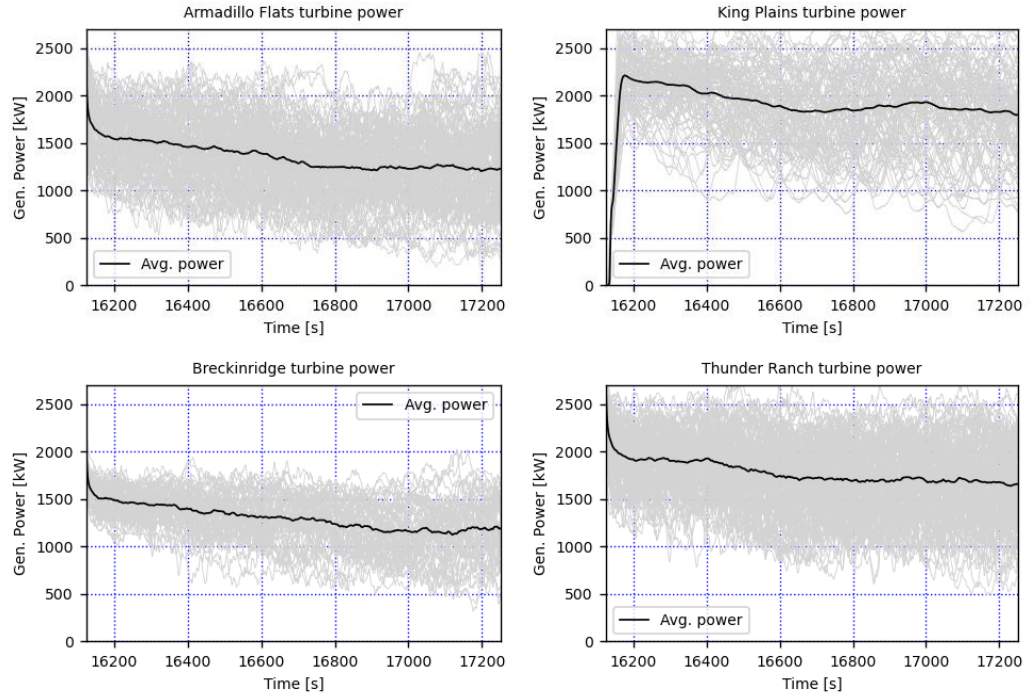 Armadillo Flats turbine power
Gen. Power [kW]
2500
2000
1500
1000
500
0
Avg. power
16200 16400 16600 16800 17000 17200
Time [s]
King Plains turbine power
Gen. Power [kW]
2500
2000
1500
1000
500
0
Avg. power
16200 16400 16600 16800 17000 17200
Time [s]
Breckinridge turbine power
Gen. Power [kW]
2500
2000
1500
1000
500
0
Avg. power
16200 16400 16600 16800 17000 17200
Time [s]
Thunder Ranch turbine power
Gen. Power [kW]
2500
2000
1500
1000
500
0
Avg. power
16200 16400 16600 16800 17000 17200
Time [s]